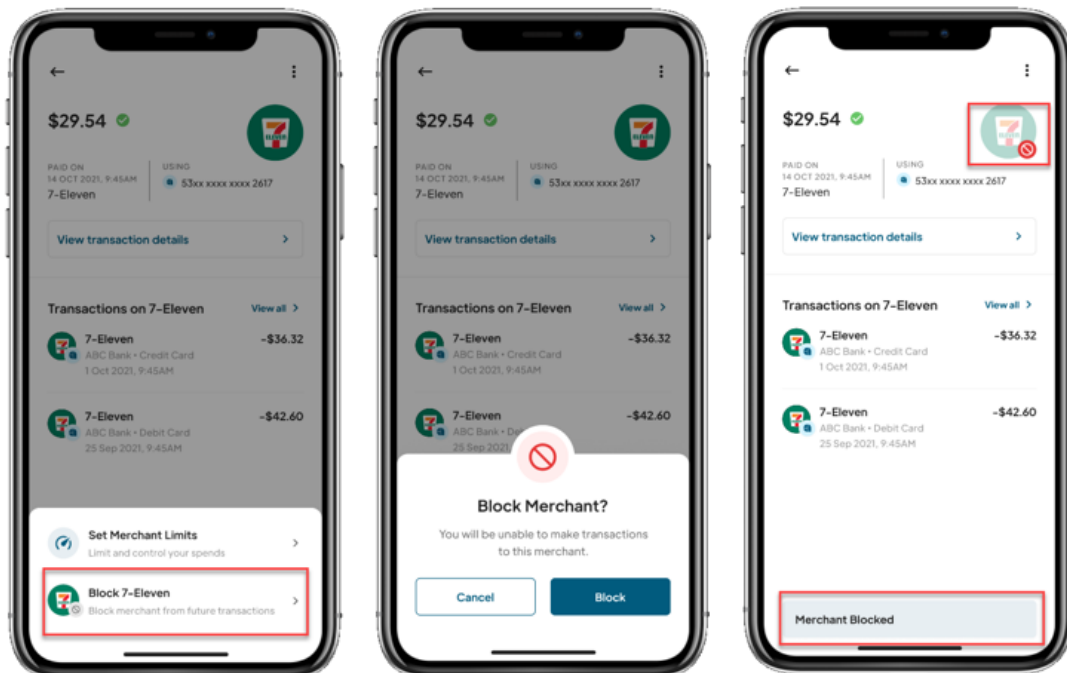 $29.54
ELEVEN
PAID ON
14 OCT 2021, 9:45AM
7-Eleven
USING
53xx xxxx xxxx 2617
View transaction details
Transactions on 7-Eleven
View all
7-Eleven
-$36.32
ABC Bank • Credit Card
1 Oct 2021, 9:45AM
7-Eleven
-$42.60
ABC Bank • Debit Card
25 Sep 2021, 9:45AM
Set Merchant Limits
Limit and control your spends
Block 7-Eleven
Block merchant from future transactions
$29.54
ELEVEN
PAID ON
14 OCT 2021, 9:45AM
7-Eleven
USING
53xx xxxx xxxx 2617
View transaction details
Transactions on 7-Eleven
View all
7-Eleven
-$36.32
ABC Bank • Credit Card
1 Oct 2021, 9:45AM
7-Eleven
-$42.60
ABC Bank •
25 Sep 2021
Block Merchant?
You will be unable to make transactions
to this merchant.
Cancel
Block
$29.54
ELEVEN
PAID ON
14 OCT 2021, 9:45AM
7-Eleven
USING
53xx xxxx xxxx 2617
View transaction details
Transactions on 7-Eleven
View all
7-Eleven
-$36.32
ABC Bank • Credit Card
1 Oct 2021, 9:45AM
7-Eleven
-$42.60
ABC Bank • Debit Card
25 Sep 2021, 9:45AM
Merchant Blocked